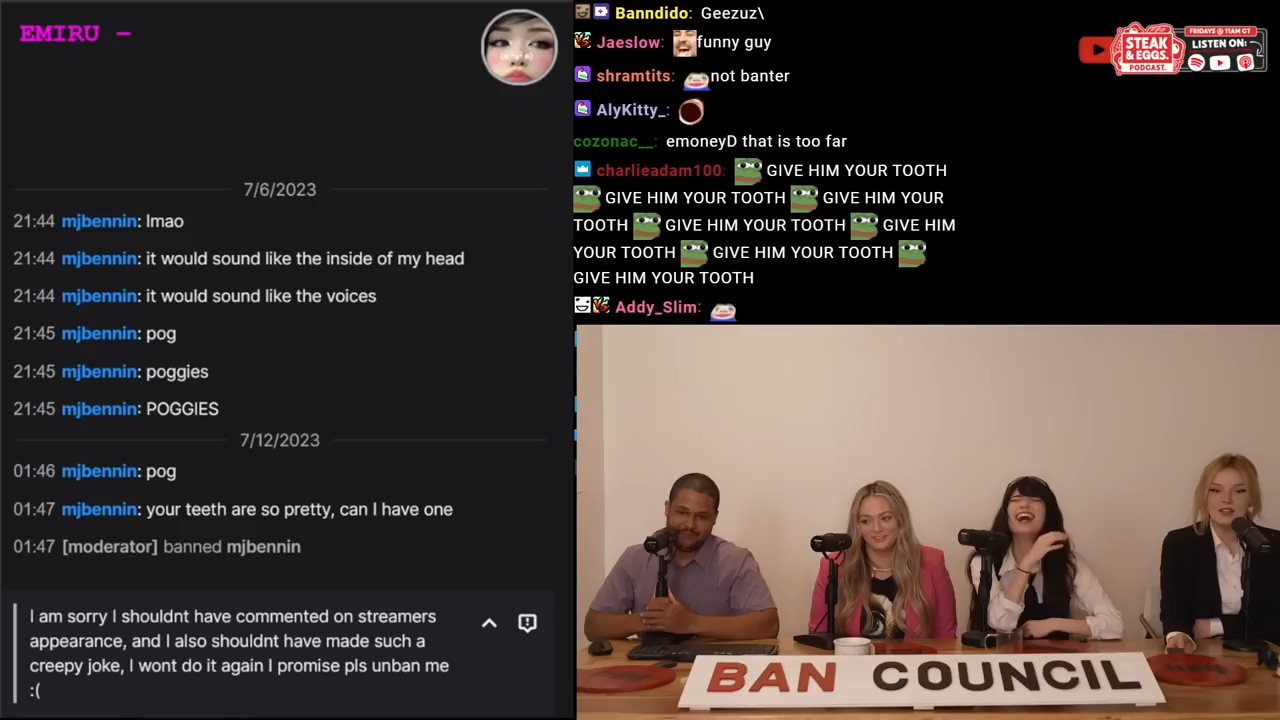 EMIRU –
7/6/2023
21:44 mjbennin: lmao
21:44 mjbennin: it would sound like the inside of my head
21:44 mjbennin: it would sound like the voices
21:45 mjbennin: pog
21:45 mjbennin: poggies
21:45 mjbennin: POGGIES
7/12/2023
01:46 mjbennin: pog
01:47 mjbennin: your teeth are so pretty, can I have one
01:47 [moderator] banned mjbennin
I am sorry I shouldnt have commented on streamers
appearance, and I also shouldnt have made such a
creepy joke, I wont do it again I promise pls unban me
:(
Banndido: Geezuz\
Jaeslow: funny guy
shramtits: not banter
AlyKitty_:
cozonac__: emoneyD that is too far
charlieadam100: GIVE HIM YOUR TOOTH
GIVE HIM YOUR TOOTH GIVE HIM YOUR
TOOTH GIVE HIM YOUR TOOTH GIVE HIM
YOUR TOOTH GIVE HIM YOUR TOOTH
GIVE HIM YOUR TOOTH
Addy_Slim:
STEAK
& EGGS.
PODCAST.
FRIDAYS @ 11AM CT
LISTEN ON:
BAN COUNCIL